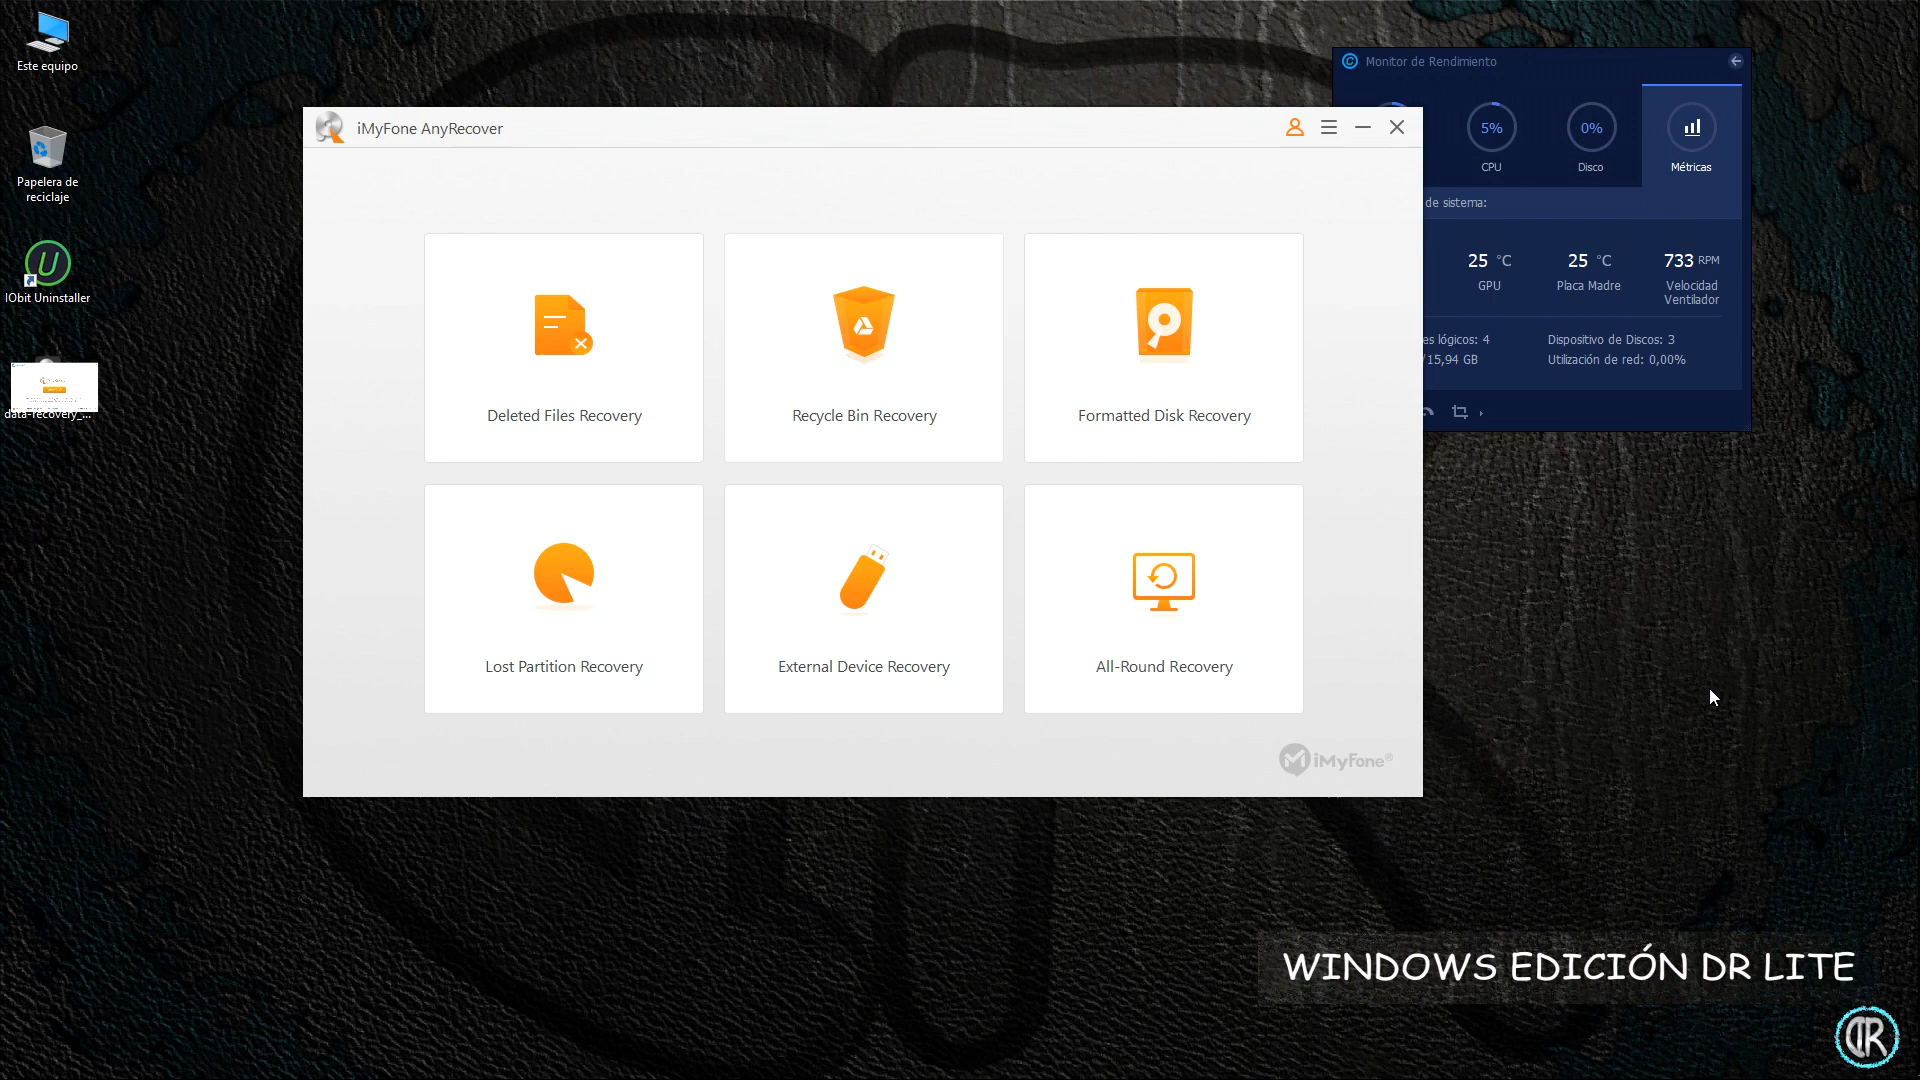 Este equipo
Papelera de
reciclaje
IObit Uninstaller
data-recovery_...
iMyFone AnyRecover
Deleted Files Recovery
Recycle Bin Recovery
Formatted Disk Recovery
Lost Partition Recovery
External Device Recovery
All-Round Recovery
iMyFone®
Monitor de Rendimiento
5%
0%
CPU
Disco
Métricas
de sistema:
25 °C
25 °C
733 RPM
GPU
Placa Madre
Velocidad
Ventilador
es lógicos: 4
Dispositivo de Discos: 3
/15,94 GB
Utilización de red: 0,00%
WINDOWS EDICIÓN DR LITE
DR